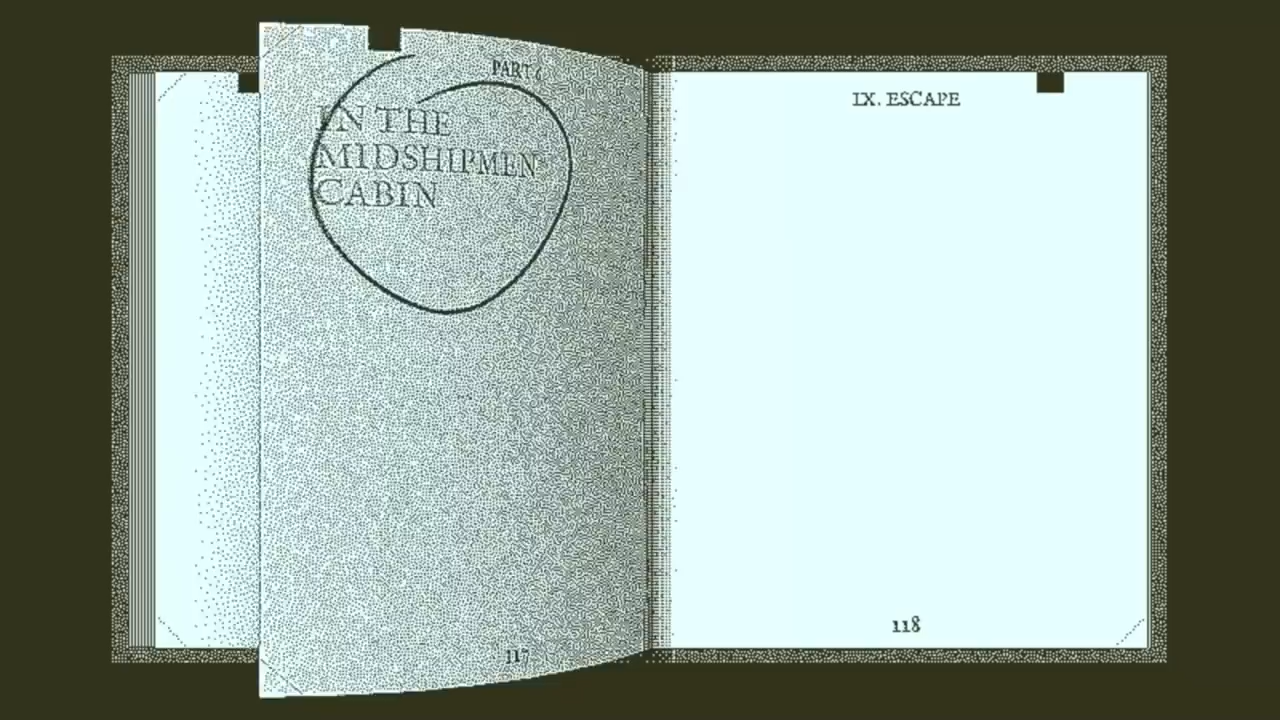 PART 6
IN THE
MIDSHIPMEN
CABIN
117
IX. ESCAPE
118